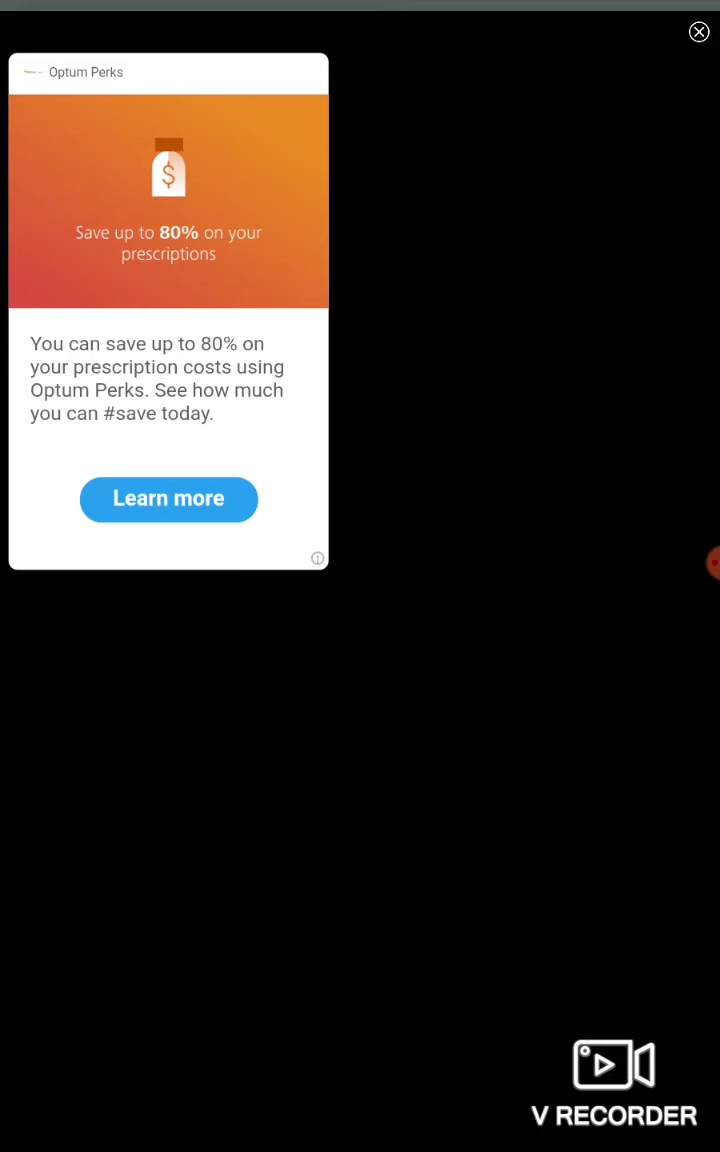 Optum Perks
$
Save up to 80% on your
prescriptions
You can save up to 80% on
your prescription costs using
Optum Perks. See how much
you can #save today.
Learn more
V RECORDER